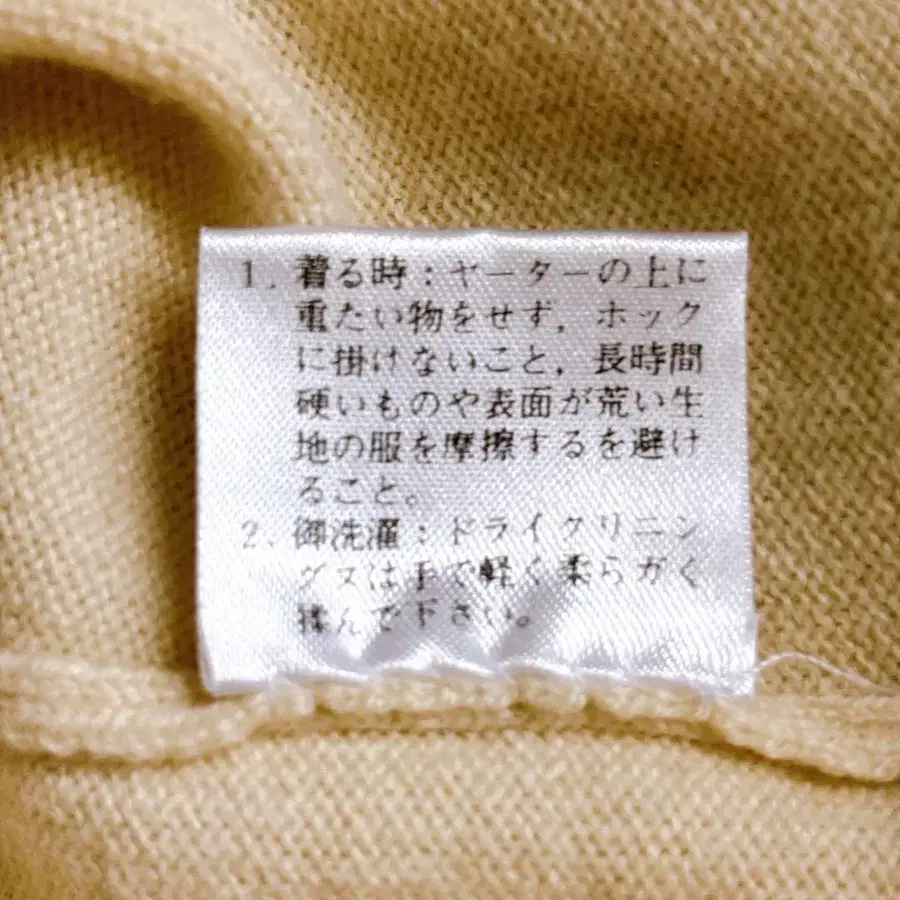 1. 着る時：ヤーターの上に
重たい物をせず，ホック
に掛けないこと，長時間
硬いものや表面が荒い生
地の服を摩擦するを避け
ること。
2. 御洗濯：ドライクリニン
グヌは手で軽く柔らがく
揉んで下さい。